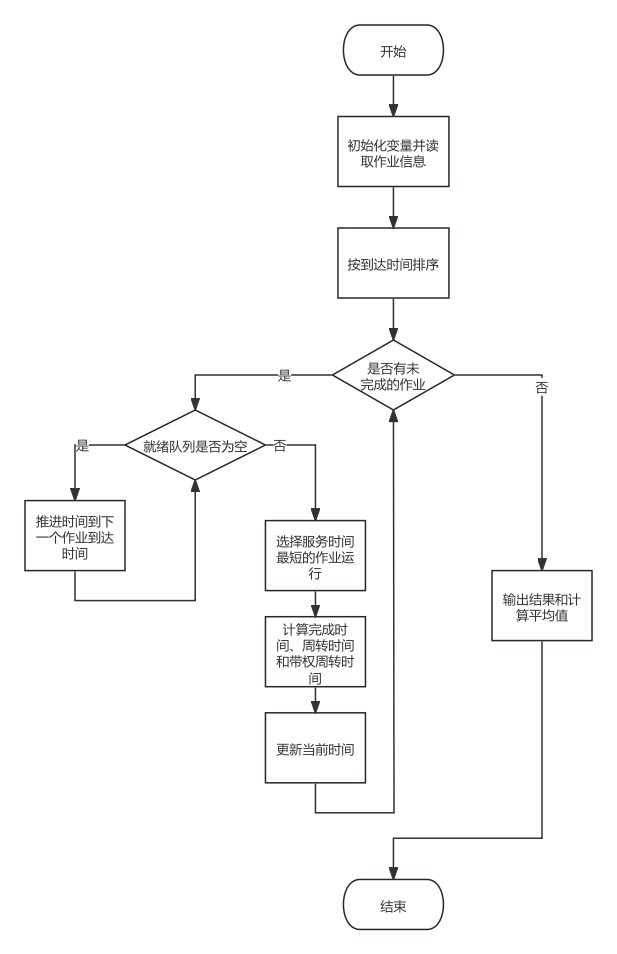 开始
初始化变量并读
取作业信息
按到达时间排序
是否有未
完成的作业
是
否
就绪队列是否为空
是
否
推进时间到下
一个作业到达
时间
选择服务时间
最短的作业运
行
计算完成时
间、周转时间
和带权周转时
间
更新当前时间
输出结果和计
算平均值
结束